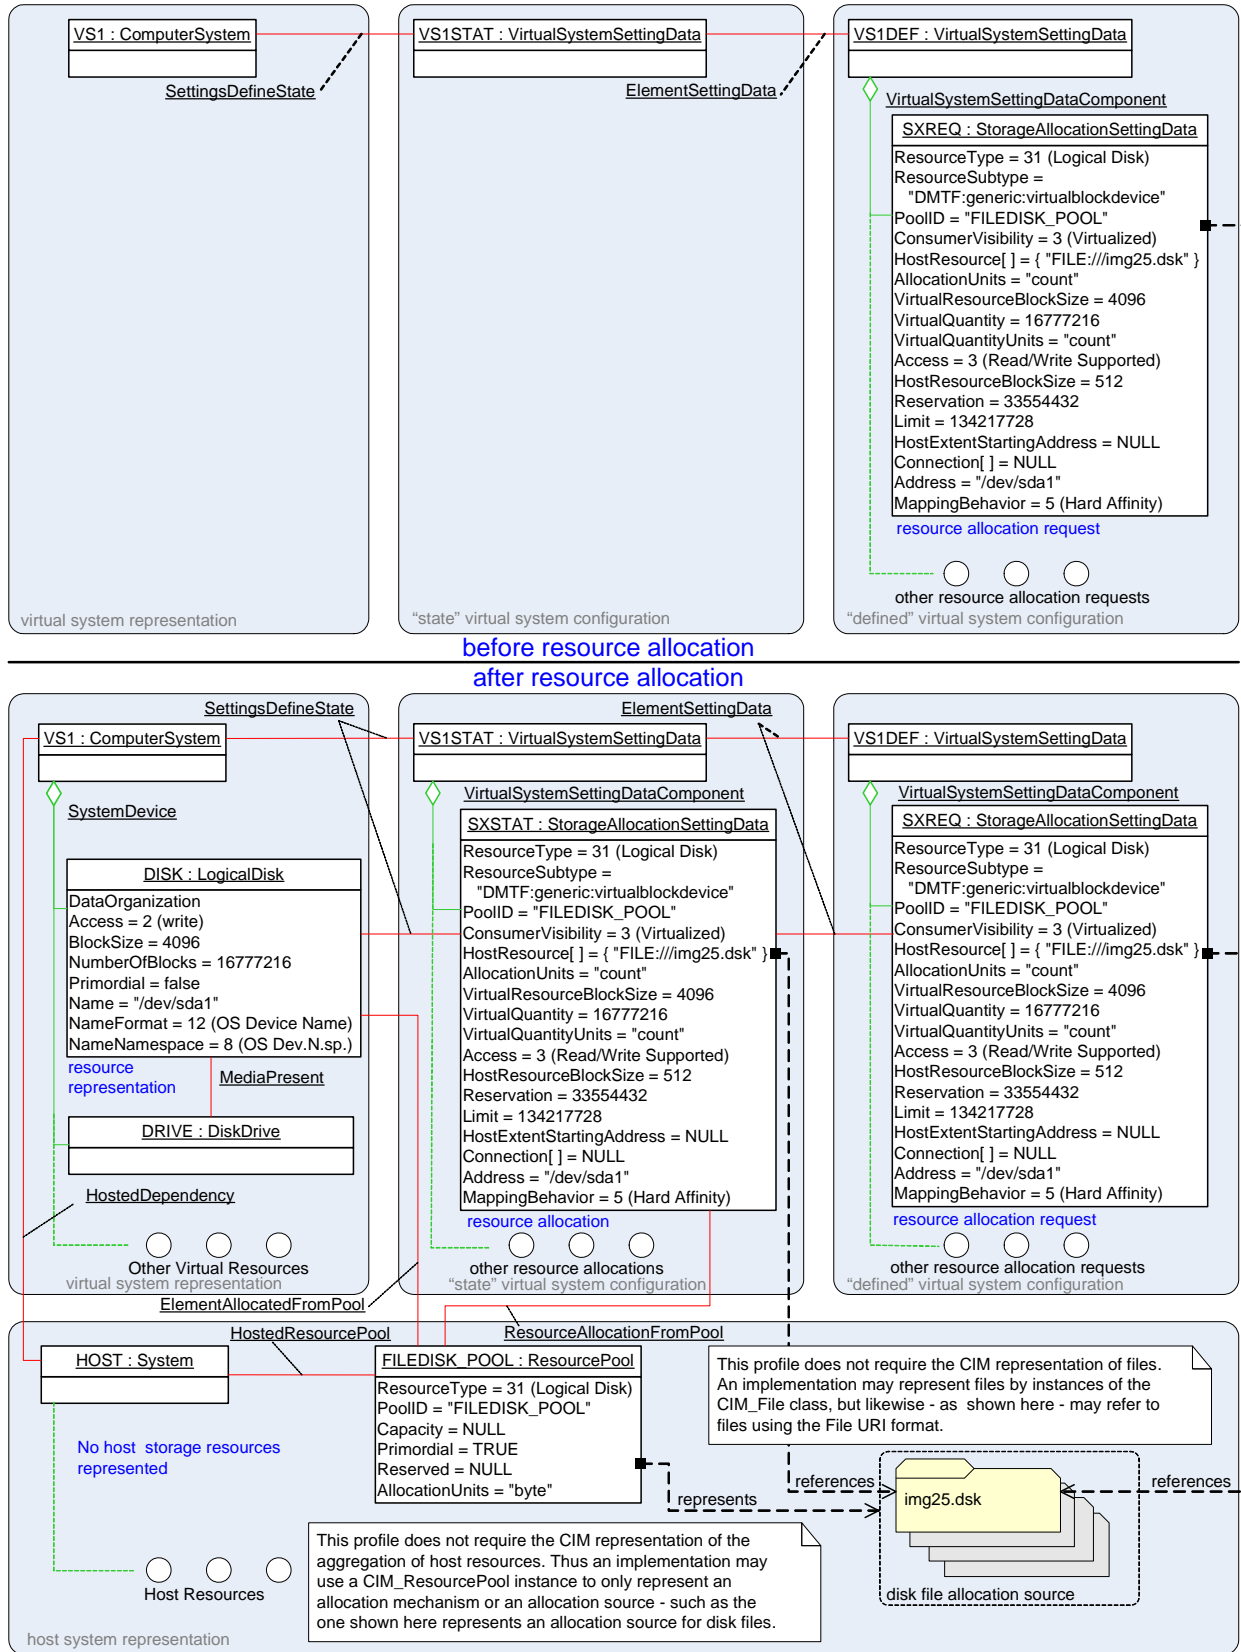 VS1 : ComputerSystem
VS1STAT : VirtualSystemSettingData
VS1DEF : VirtualSystemSettingData
SettingsDefineState
ElementSettingData
VirtualSystemSettingDataComponent
SXREQ : StorageAllocationSettingData
ResourceType = 31 (Logical Disk)
ResourceSubtype =
"DMTF:generic:virtualblockdevice"
PoolID = "FILEDISK_POOL"
ConsumerVisibility = 3 (Virtualized)
HostResource[ ] = { "FILE:///img25.dsk" }
AllocationUnits = "count"
VirtualResourceBlockSize = 4096
VirtualQuantity = 16777216
VirtualQuantityUnits = "count"
Access = 3 (Read/Write Supported)
HostResourceBlockSize = 512
Reservation = 33554432
Limit = 134217728
HostExtentStartingAddress = NULL
Connection[ ] = NULL
Address = "/dev/sda1"
MappingBehavior = 5 (Hard Affinity)
resource allocation request
other resource allocation requests
virtual system representation
“state” virtual system configuration
“defined” virtual system configuration
before resource allocation
after resource allocation
SettingsDefineState
ElementSettingData
VS1 : ComputerSystem
VS1STAT : VirtualSystemSettingData
VS1DEF : VirtualSystemSettingData
SystemDevice
DISK : LogicalDisk
DataOrganization
Access = 2 (write)
BlockSize = 4096
NumberOfBlocks = 16777216
Primordial = false
Name = "/dev/sda1"
NameFormat = 12 (OS Device Name)
NameNamespace = 8 (OS Dev.N.sp.)
resource
representation
MediaPresent
DRIVE : DiskDrive
HostedDependency
Other Virtual Resources
virtual system representation
VirtualSystemSettingDataComponent
SXSTAT : StorageAllocationSettingData
ResourceType = 31 (Logical Disk)
ResourceSubtype =
"DMTF:generic:virtualblockdevice"
PoolID = "FILEDISK_POOL"
ConsumerVisibility = 3 (Virtualized)
HostResource[ ] = { "FILE:///img25.dsk" }
AllocationUnits = "count"
VirtualResourceBlockSize = 4096
VirtualQuantity = 16777216
VirtualQuantityUnits = "count"
Access = 3 (Read/Write Supported)
HostResourceBlockSize = 512
Reservation = 33554432
Limit = 134217728
HostExtentStartingAddress = NULL
Connection[ ] = NULL
Address = "/dev/sda1"
MappingBehavior = 5 (Hard Affinity)
resource allocation
other resource allocations
“state” virtual system configuration
VirtualSystemSettingDataComponent
SXREQ : StorageAllocationSettingData
ResourceType = 31 (Logical Disk)
ResourceSubtype =
"DMTF:generic:virtualblockdevice"
PoolID = "FILEDISK_POOL"
ConsumerVisibility = 3 (Virtualized)
HostResource[ ] = { "FILE:///img25.dsk" }
AllocationUnits = "count"
VirtualResourceBlockSize = 4096
VirtualQuantity = 16777216
VirtualQuantityUnits = "count"
Access = 3 (Read/Write Supported)
HostResourceBlockSize = 512
Reservation = 33554432
Limit = 134217728
HostExtentStartingAddress = NULL
Connection[ ] = NULL
Address = "/dev/sda1"
MappingBehavior = 5 (Hard Affinity)
resource allocation request
other resource allocation requests
“defined” virtual system configuration
ElementAllocatedFromPool
HostedResourcePool
ResourceAllocationFromPool
HOST : System
FILEDISK_POOL : ResourcePool
ResourceType = 31 (Logical Disk)
PoolID = "FILEDISK_POOL"
Capacity = NULL
Primordial = TRUE
Reserved = NULL
AllocationUnits = "byte"
No host storage resources
represented
This profile does not require the CIM representation of files.
An implementation may represent files by instances of the
CIM_File class, but likewise - as shown here - may refer to
files using the File URI format.
represents
references
references
img25.dsk
disk file allocation source
This profile does not require the CIM representation of the
aggregation of host resources. Thus an implementation may
use a CIM_ResourcePool instance to only represent an
allocation mechanism or an allocation source - such as the
one shown here represents an allocation source for disk files.
Host Resources
host system representation